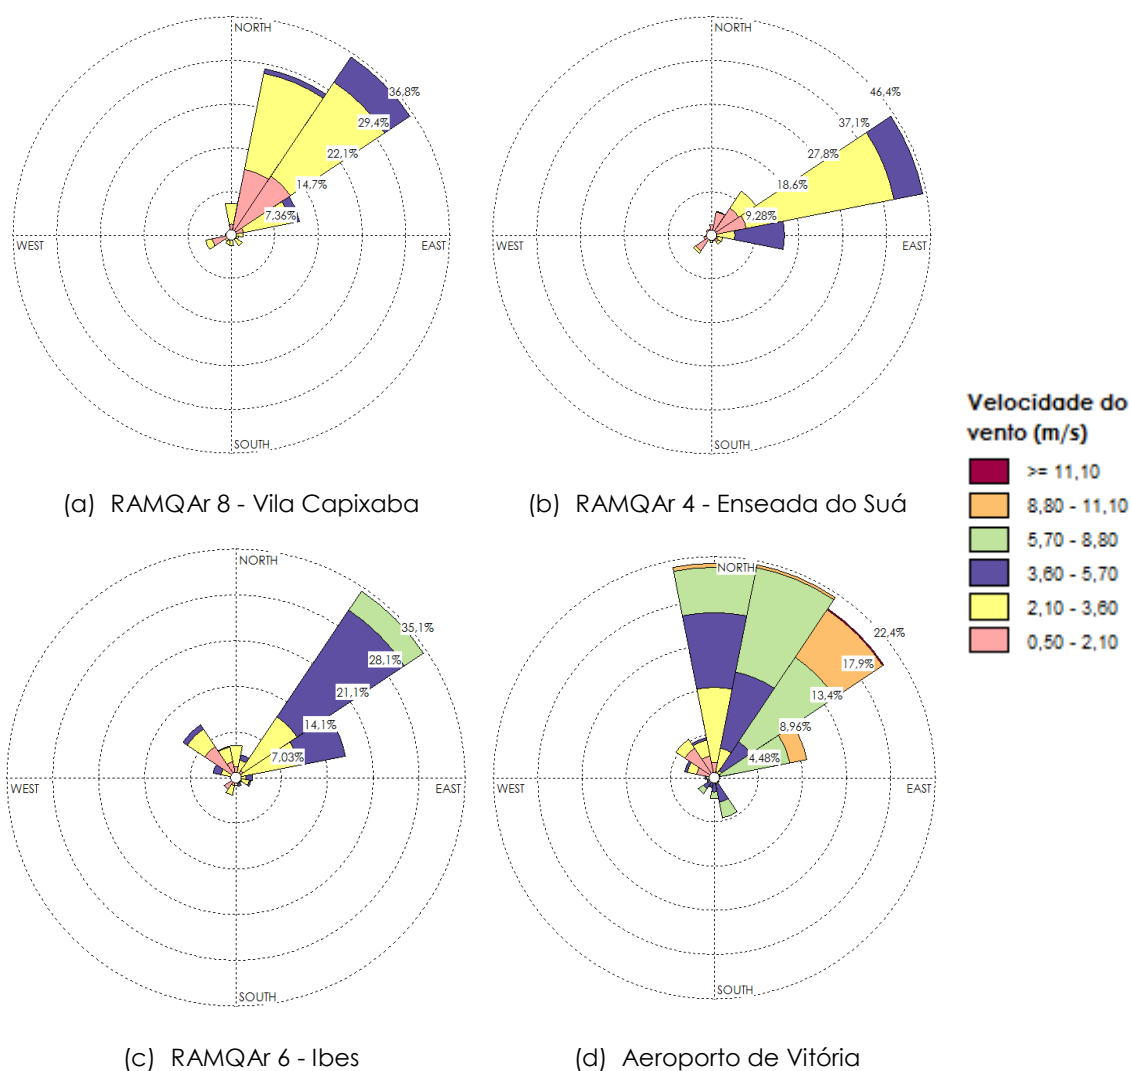 NORTH
36,8%
29,4%
22,1%
14,7%
7,36%
WEST
EAST
SOUTH
(a) RAMQAr 8 - Vila Capixaba
NORTH
46,4%
37,1%
27,8%
18,6%
9,28%
WEST
EAST
SOUTH
(b) RAMQAr 4 - Enseada do Suá
Velocidade do
vento (m/s)
>= 11,10
8,80 - 11,10
5,70 - 8,80
3,60 - 5,70
2,10 - 3,60
0,50 - 2,10
NORTH
35,1%
28,1%
21,1%
14,1%
7,03%
WEST
EAST
SOUTH
(c) RAMQAr 6 - Ibes
NORTH
22,4%
17,9%
13,4%
8,96%
4,48%
WEST
EAST
SOUTH
(d) Aeroporto de Vitória